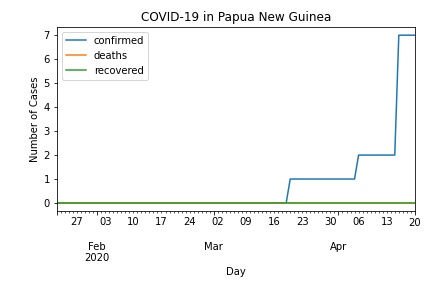 COVID-19 in Papua New Guinea
confirmed
deaths
recovered
Number of Cases
7
6
5
4
3
2
1
0
27 03 10 17 24 02 09 16 23 30 06 13 20
Feb Mar Apr
2020
Day